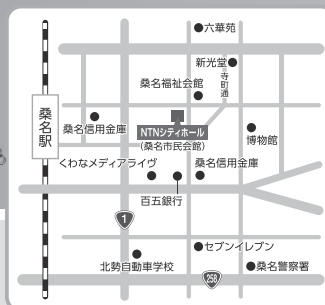 六華苑
新光堂
寺町通
桑名福祉会館
桑名駅
桑名信用金庫
NTNシティホール
(桑名市民会館)
博物館
くわなメディアライヴ
桑名信用金庫
百五銀行
1
セブンイレブン
北勢自動車学校
258
桑名警察署